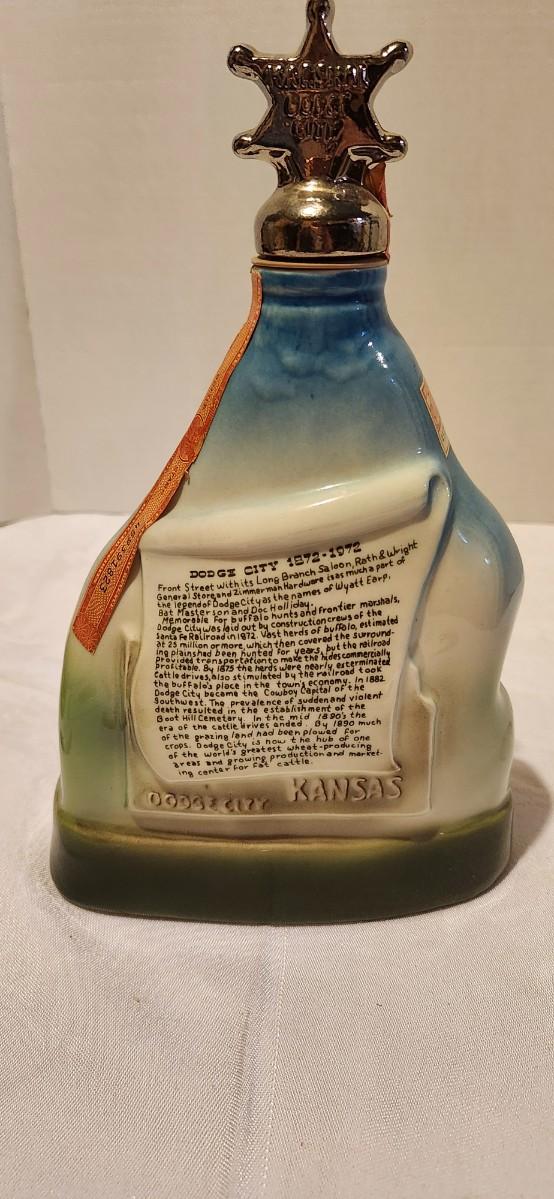 MARSHAL
DODGE
CITY
DODGE CITY 1872-1972
Front Street with its Long Branch Saloon, Rath & Wright
General Store, and Zimmerman Hardware is as much a part of
the legend of Dodge City as the names of Wyatt Earp,
Bat Masterson and Doc Holliday.
Memorable for buffalo hunts and frontier marshals,
Dodge City was laid out by construction crews of the
Santa Fe Railroad in 1872. Vast herds of buffalo, estimated
at 25 million or more, which then covered the surround-
ing plains had been hunted for years, but the railroad
provided transportation to make the hides commercially
profitable. By 1875 the herds were nearly exterminated
Cattle drives, also stimulated by the railroad took
the buffalo's place in the town's economy. In 1882
Dodge City became the Cowboy Capital of the
Southwest. The prevalence of sudden and violent
death resulted in the establishment of the
Boot Hill Cemetary. In the mid 1890's the
era of the cattle drives ended. By 1890 much
of the grazing land had been plowed for
crops. Dodge City is now the hub of one
of the world's greatest wheat-producing
areas and growing production and market-
ing center for fat cattle.
DODGE CITY KANSAS